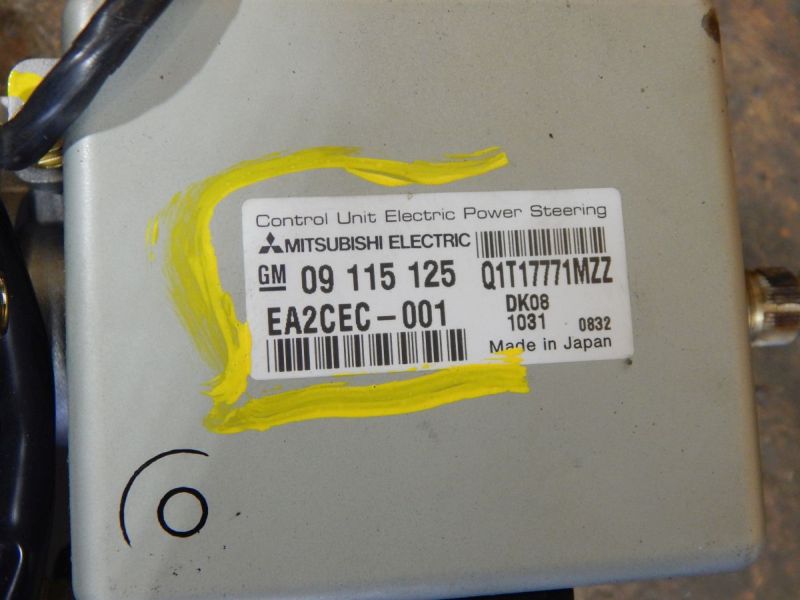 Control Unit Electric Power Steering
MITSUBISHI ELECTRIC
GM 09 115 125 Q1T17771MZZ
EA2CEC-001 DK08
1031 0832
Made in Japan